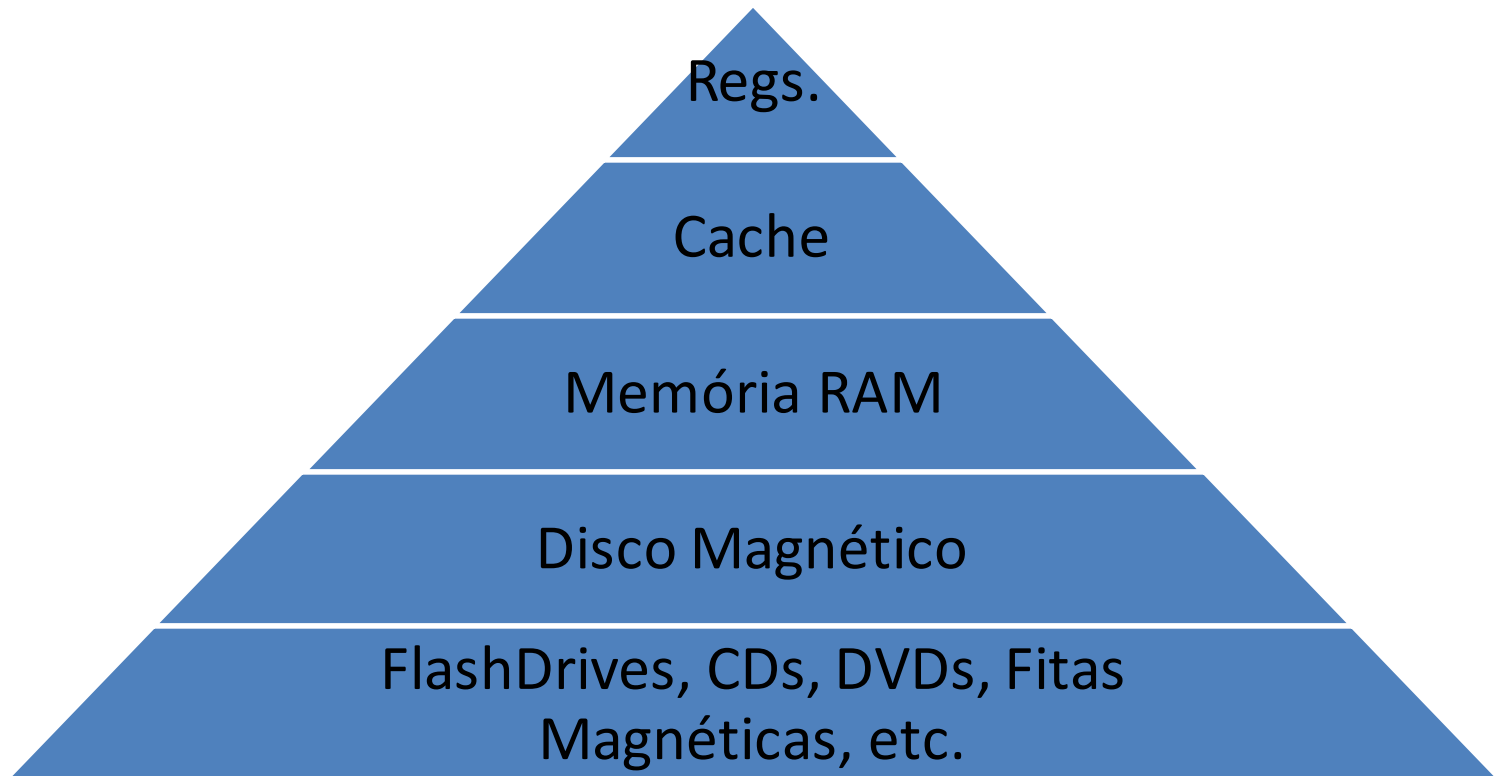 Regs.
Cache
Memória RAM
Disco Magnético
FlashDrives, CDs, DVDs, Fitas
Magnéticas, etc.